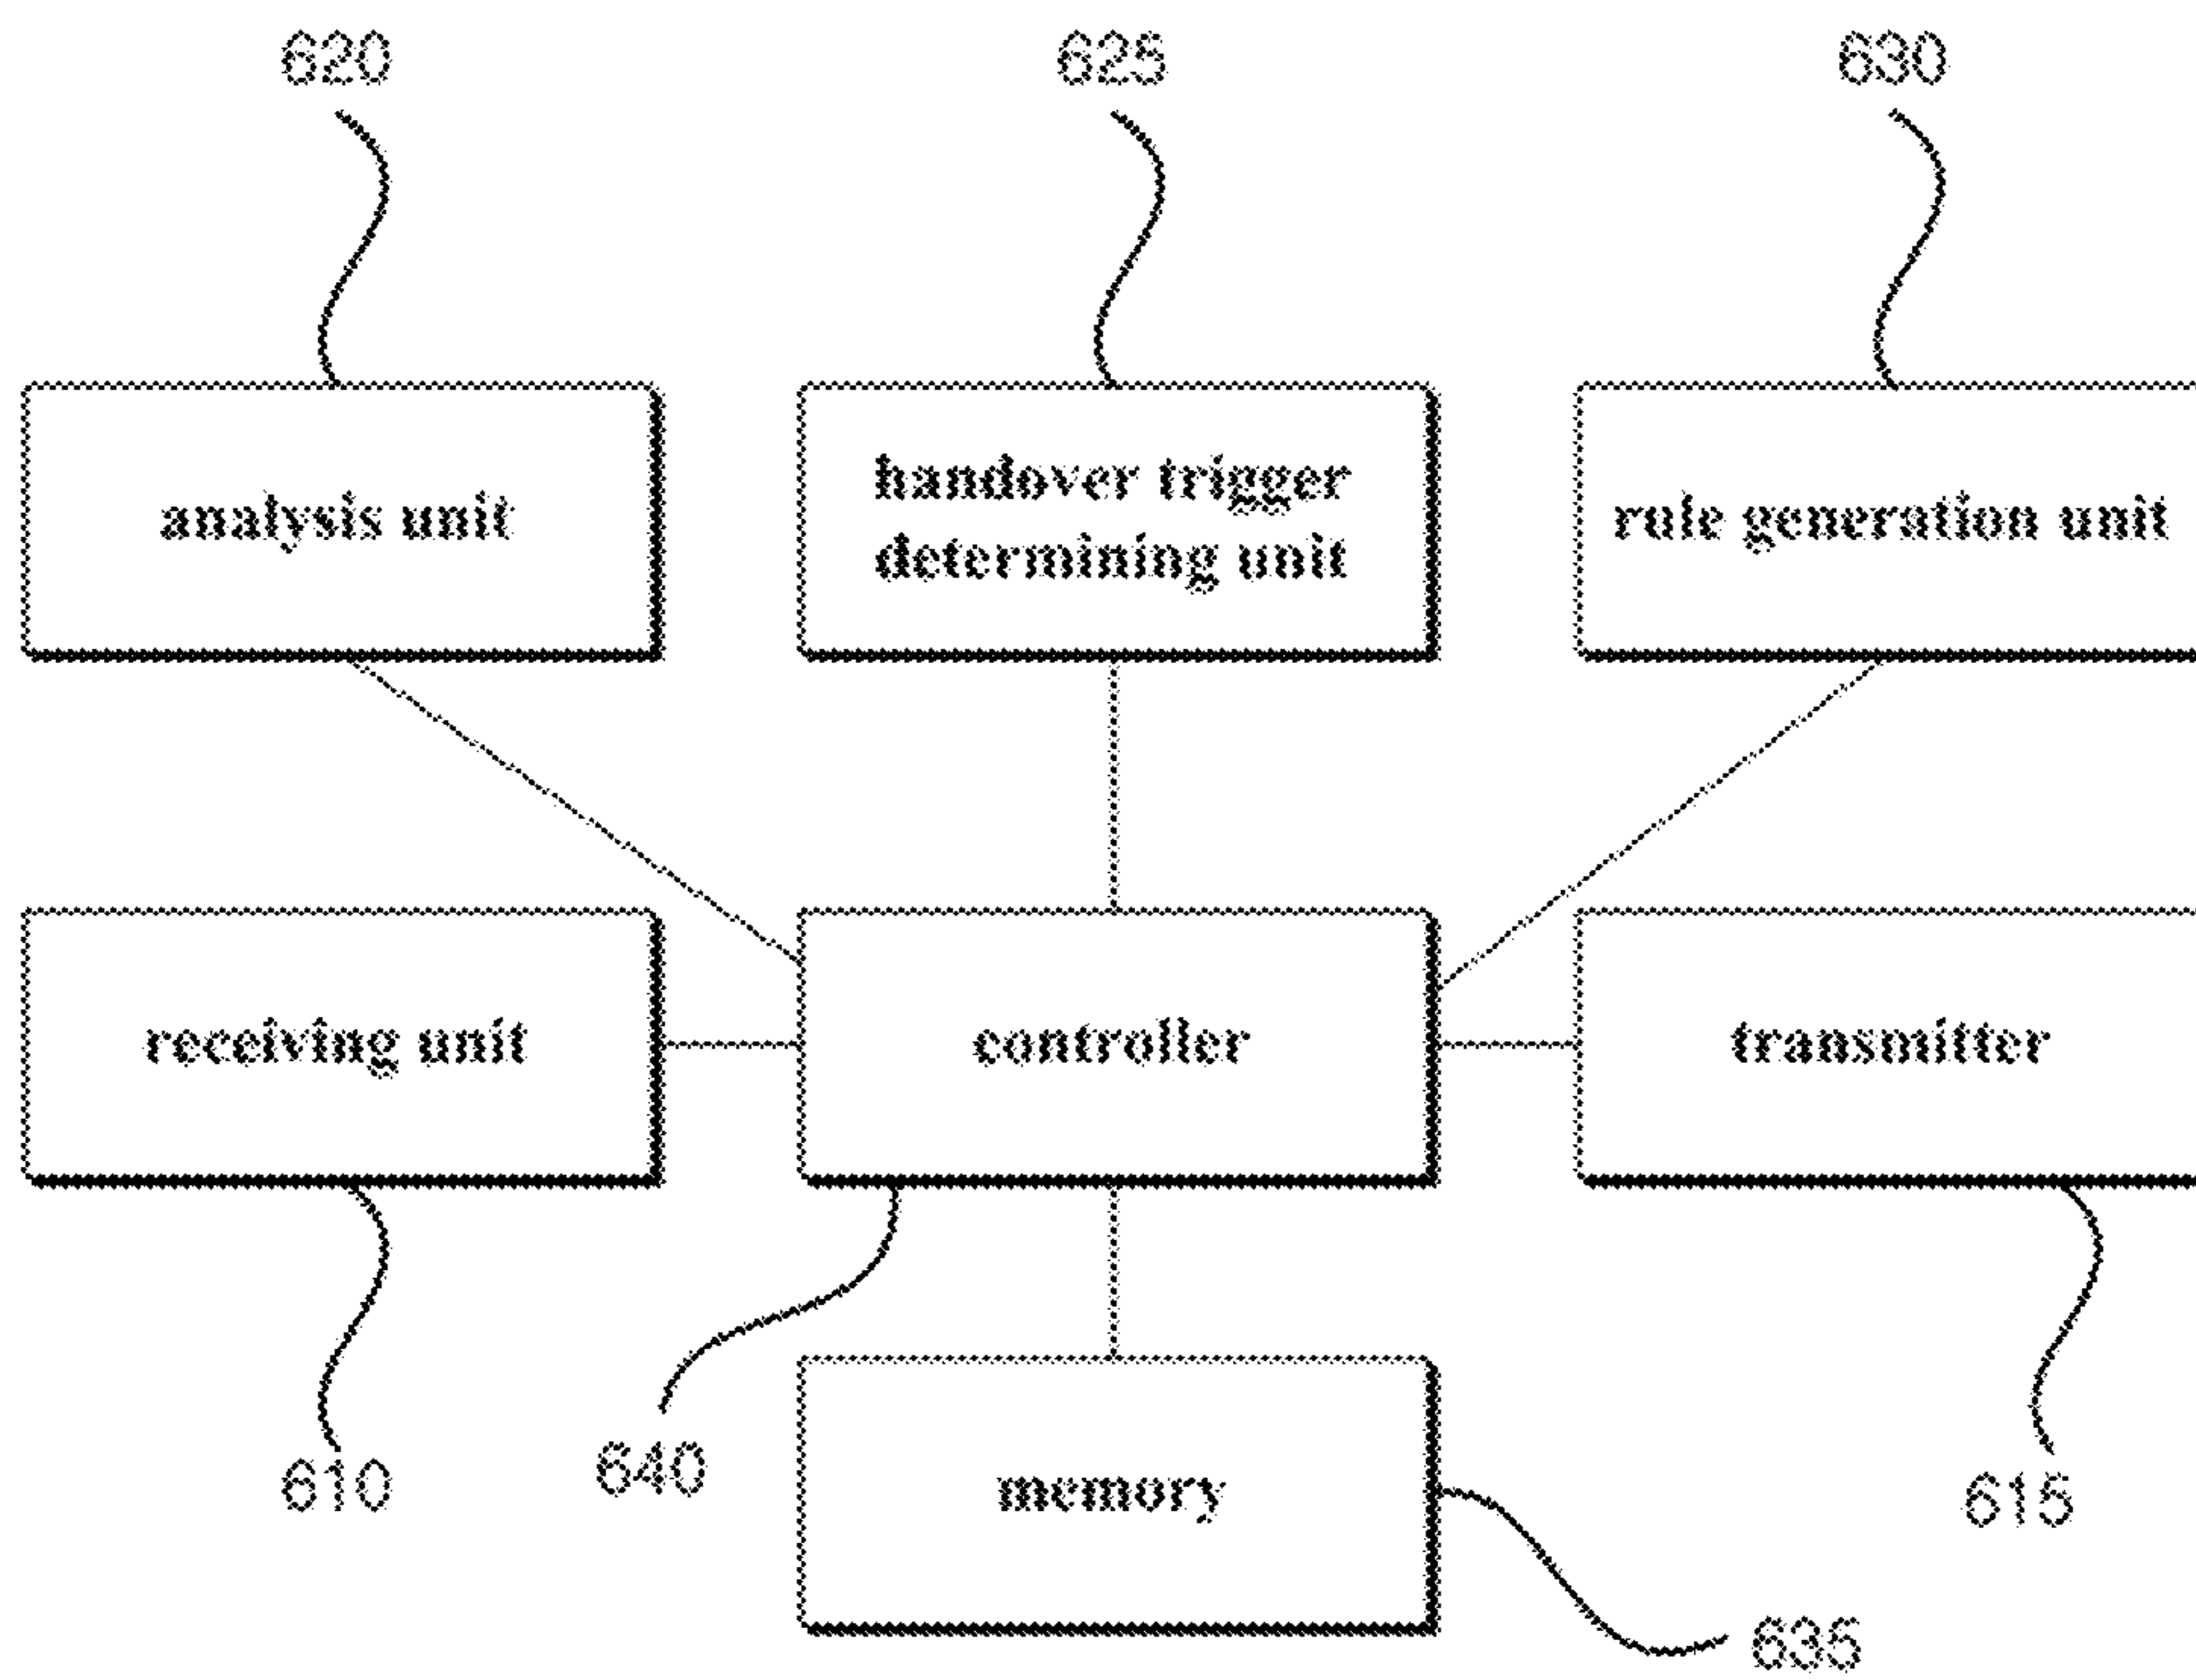 620
625
630
analysis unit
handover trigger
determining unit
rule generation unit
receiving unit
controller
transmitter
610
640
memory
615
635